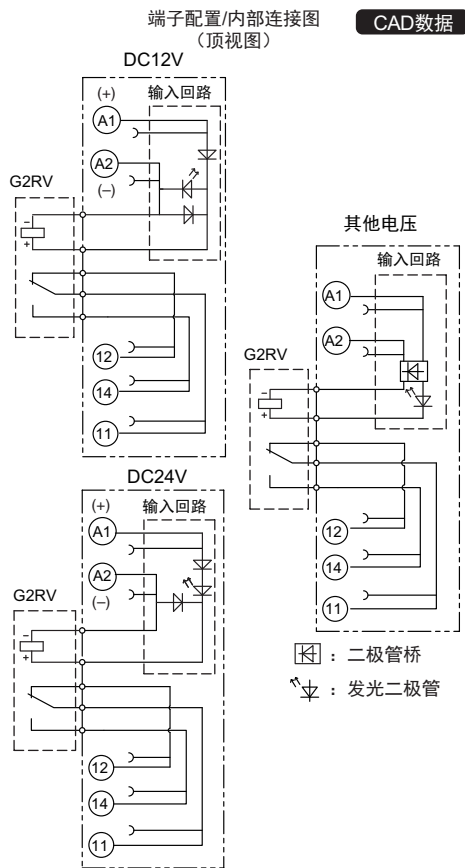 端子配置/内部连接图
（顶视图）
CAD数据
DC12V
(+)
输入回路
A1
A2
(−)
G2RV
−
+
12
14
11
DC24V
(+)
输入回路
A1
A2
(−)
G2RV
−
+
12
14
11
其他电压
输入回路
A1
A2
G2RV
−
+
12
14
11
：二极管桥
：发光二极管